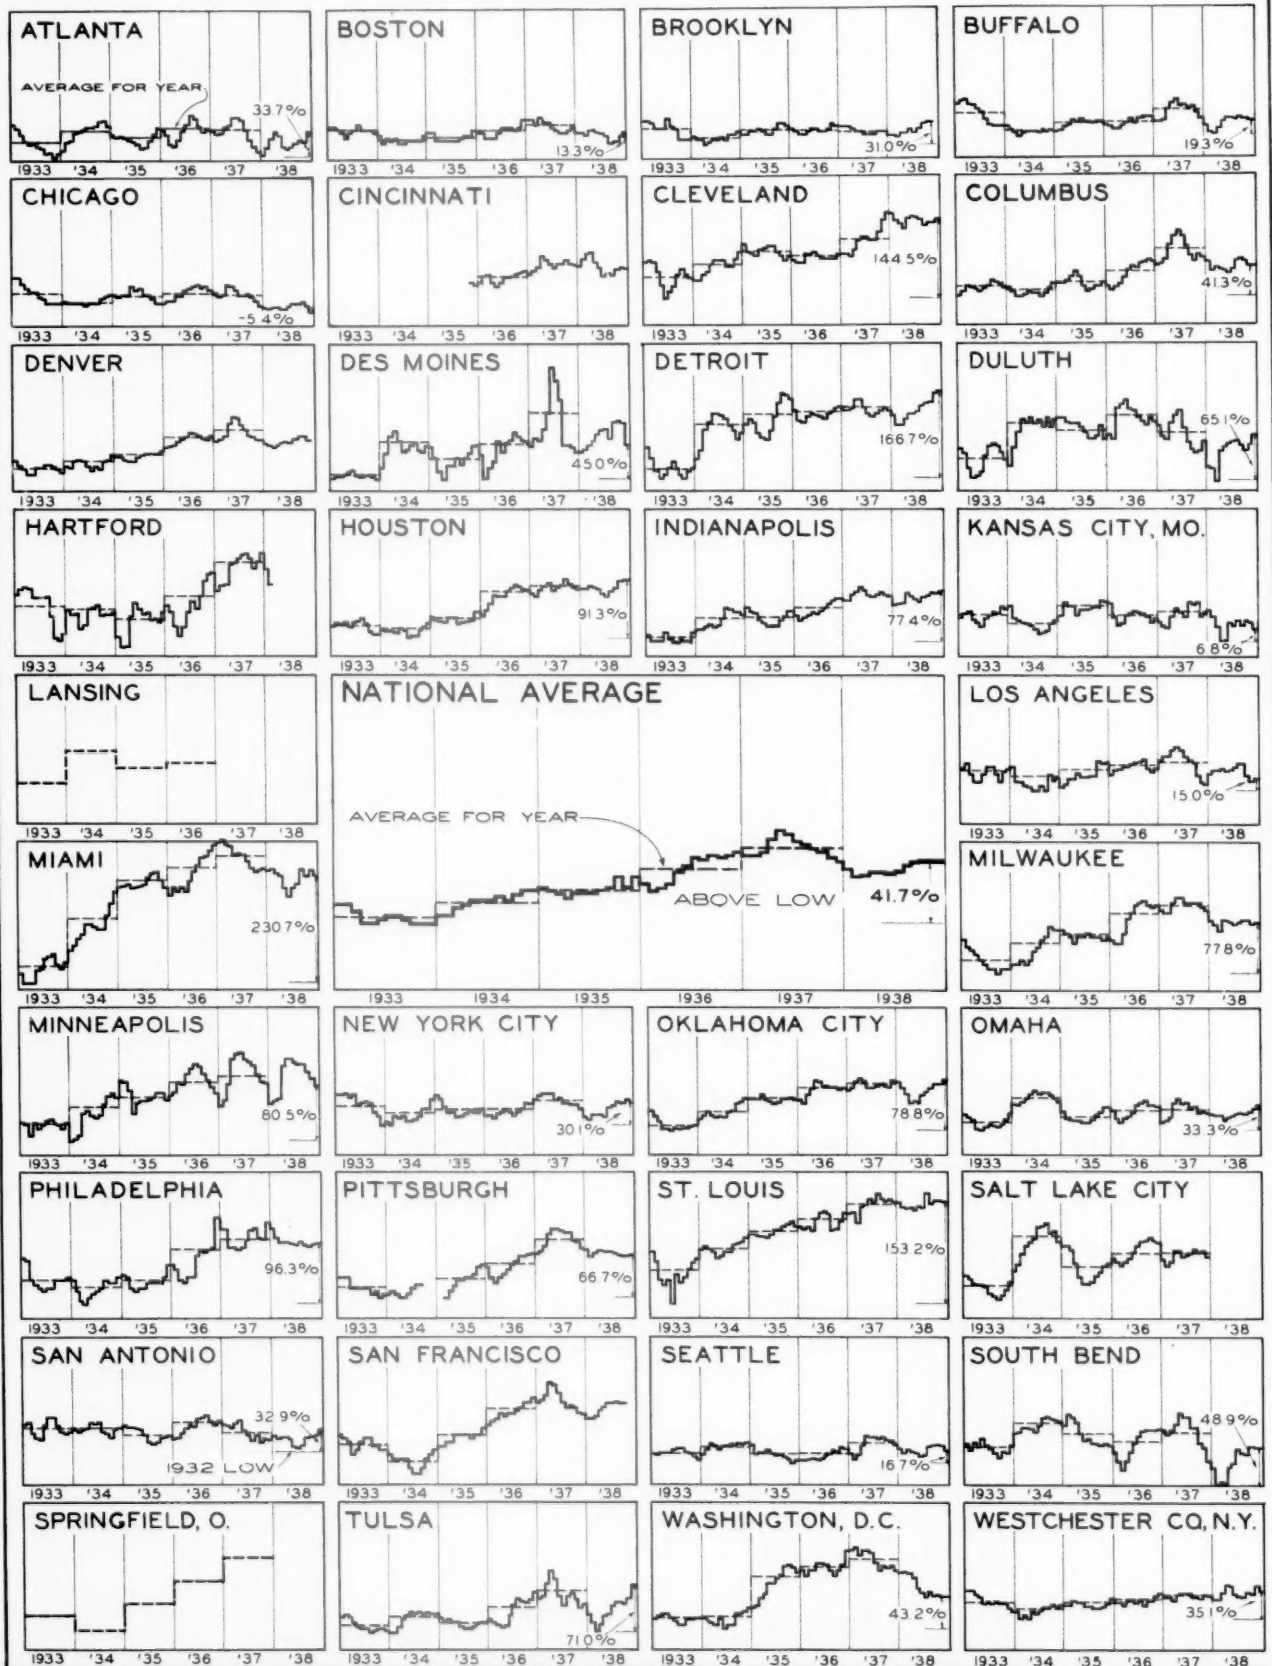 ATLANTA
AVERAGE FOR YEAR
33.7%
1933 '34 '35 '36 '37 '38
BOSTON
13.3%
1933 '34 '35 '36 '37 '38
BROOKLYN
31.0%
1933 '34 '35 '36 '37 '38
BUFFALO
19.3%
1933 '34 '35 '36 '37 '38
CHICAGO
-5.4%
1933 '34 '35 '36 '37 '38
CINCINNATI
1933 '34 '35 '36 '37 '38
CLEVELAND
144.5%
1933 '34 '35 '36 '37 '38
COLUMBUS
41.3%
1933 '34 '35 '36 '37 '38
DENVER
1933 '34 '35 '36 '37 '38
DES MOINES
45.0%
1933 '34 '35 '36 '37 '38
DETROIT
166.7%
1933 '34 '35 '36 '37 '38
DULUTH
65.1%
1933 '34 '35 '36 '37 '38
HARTFORD
1933 '34 '35 '36 '37 '38
HOUSTON
91.3%
1933 '34 '35 '36 '37 '38
INDIANAPOLIS
77.4%
1933 '34 '35 '36 '37 '38
KANSAS CITY, MO.
6.8%
1933 '34 '35 '36 '37 '38
LANSING
1933 '34 '35 '36 '37 '38
NATIONAL AVERAGE
AVERAGE FOR YEAR
ABOVE LOW 41.7%
1933 1934 1935 1936 1937 1938
LOS ANGELES
15.0%
1933 '34 '35 '36 '37 '38
MIAMI
230.7%
1933 '34 '35 '36 '37 '38
MILWAUKEE
77.8%
1933 '34 '35 '36 '37 '38
MINNEAPOLIS
80.5%
1933 '34 '35 '36 '37 '38
NEW YORK CITY
30.1%
1933 '34 '35 '36 '37 '38
OKLAHOMA CITY
78.8%
1933 '34 '35 '36 '37 '38
OMAHA
33.3%
1933 '34 '35 '36 '37 '38
PHILADELPHIA
96.3%
1933 '34 '35 '36 '37 '38
PITTSBURGH
66.7%
1933 '34 '35 '36 '37 '38
ST. LOUIS
153.2%
1933 '34 '35 '36 '37 '38
SALT LAKE CITY
1933 '34 '35 '36 '37 '38
SAN ANTONIO
32.9%
1932 LOW
1933 '34 '35 '36 '37 '38
SAN FRANCISCO
1933 '34 '35 '36 '37 '38
SEATTLE
16.7%
1933 '34 '35 '36 '37 '38
SOUTH BEND
48.9%
1933 '34 '35 '36 '37 '38
SPRINGFIELD, O.
1933 '34 '35 '36 '37 '38
TULSA
71.0%
1933 '34 '35 '36 '37 '38
WASHINGTON, D.C.
43.2%
1933 '34 '35 '36 '37 '38
WESTCHESTER CO., N.Y.
35.1%
1933 '34 '35 '36 '37 '38